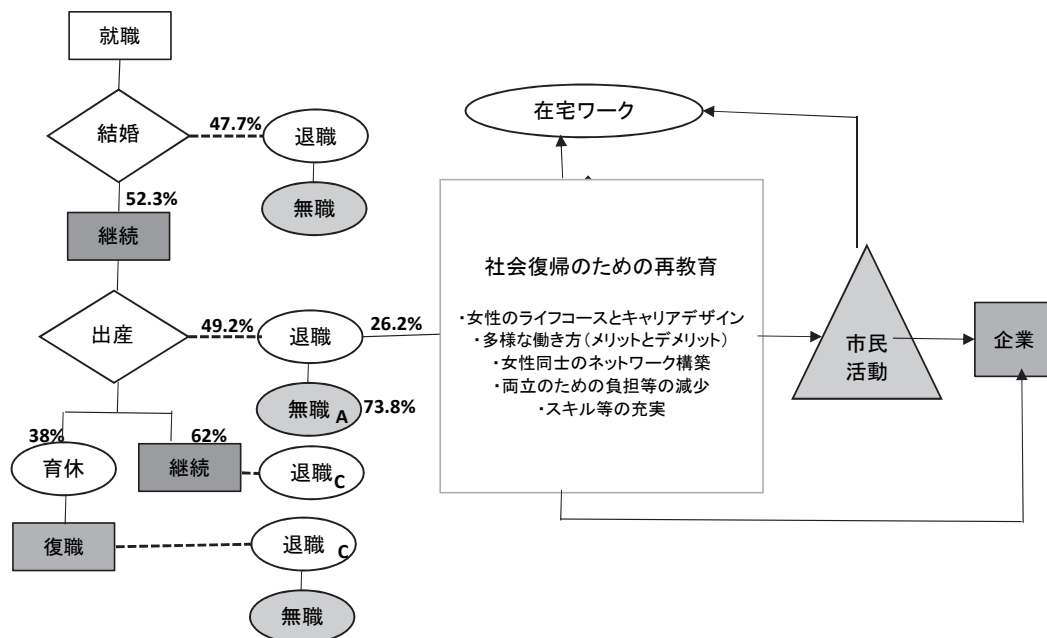 就職
結婚
47.7%
退職
無職
52.3%
継続
出産
49.2%
退職
26.2%
無職 A
73.8%
38%
62%
育休
継続
退職 C
復職
退職 C
無職
在宅ワーク
社会復帰のための再教育
・女性のライフコースとキャリアデザイン
・多様な働き方(メリットとデメリット)
・女性同士のネットワーク構築
・両立のための負担等の減少
・スキル等の充実
市民
活動
企業